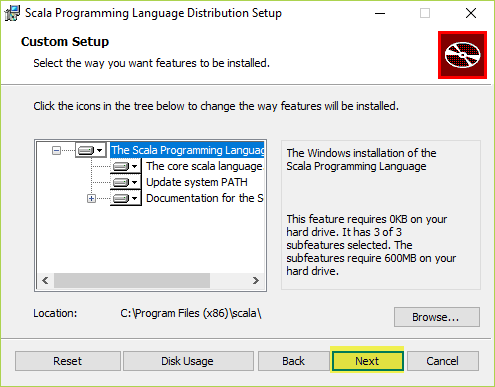 Scala Programming Language Distribution Setup
Custom Setup
Select the way you want features to be installed.
Click the icons in the tree below to change the way features will be installed.
The Scala Programming Languag
The core scala language
Update system PATH
Documentation for the S
The Windows installation of the
Scala Programming Language
This feature requires 0KB on your
hard drive. It has 3 of 3
subfeatures selected. The
subfeatures require 600MB on your
hard drive.
Location: C:\Program Files (x86)\scala\
Browse...
Reset Disk Usage Back Next Cancel